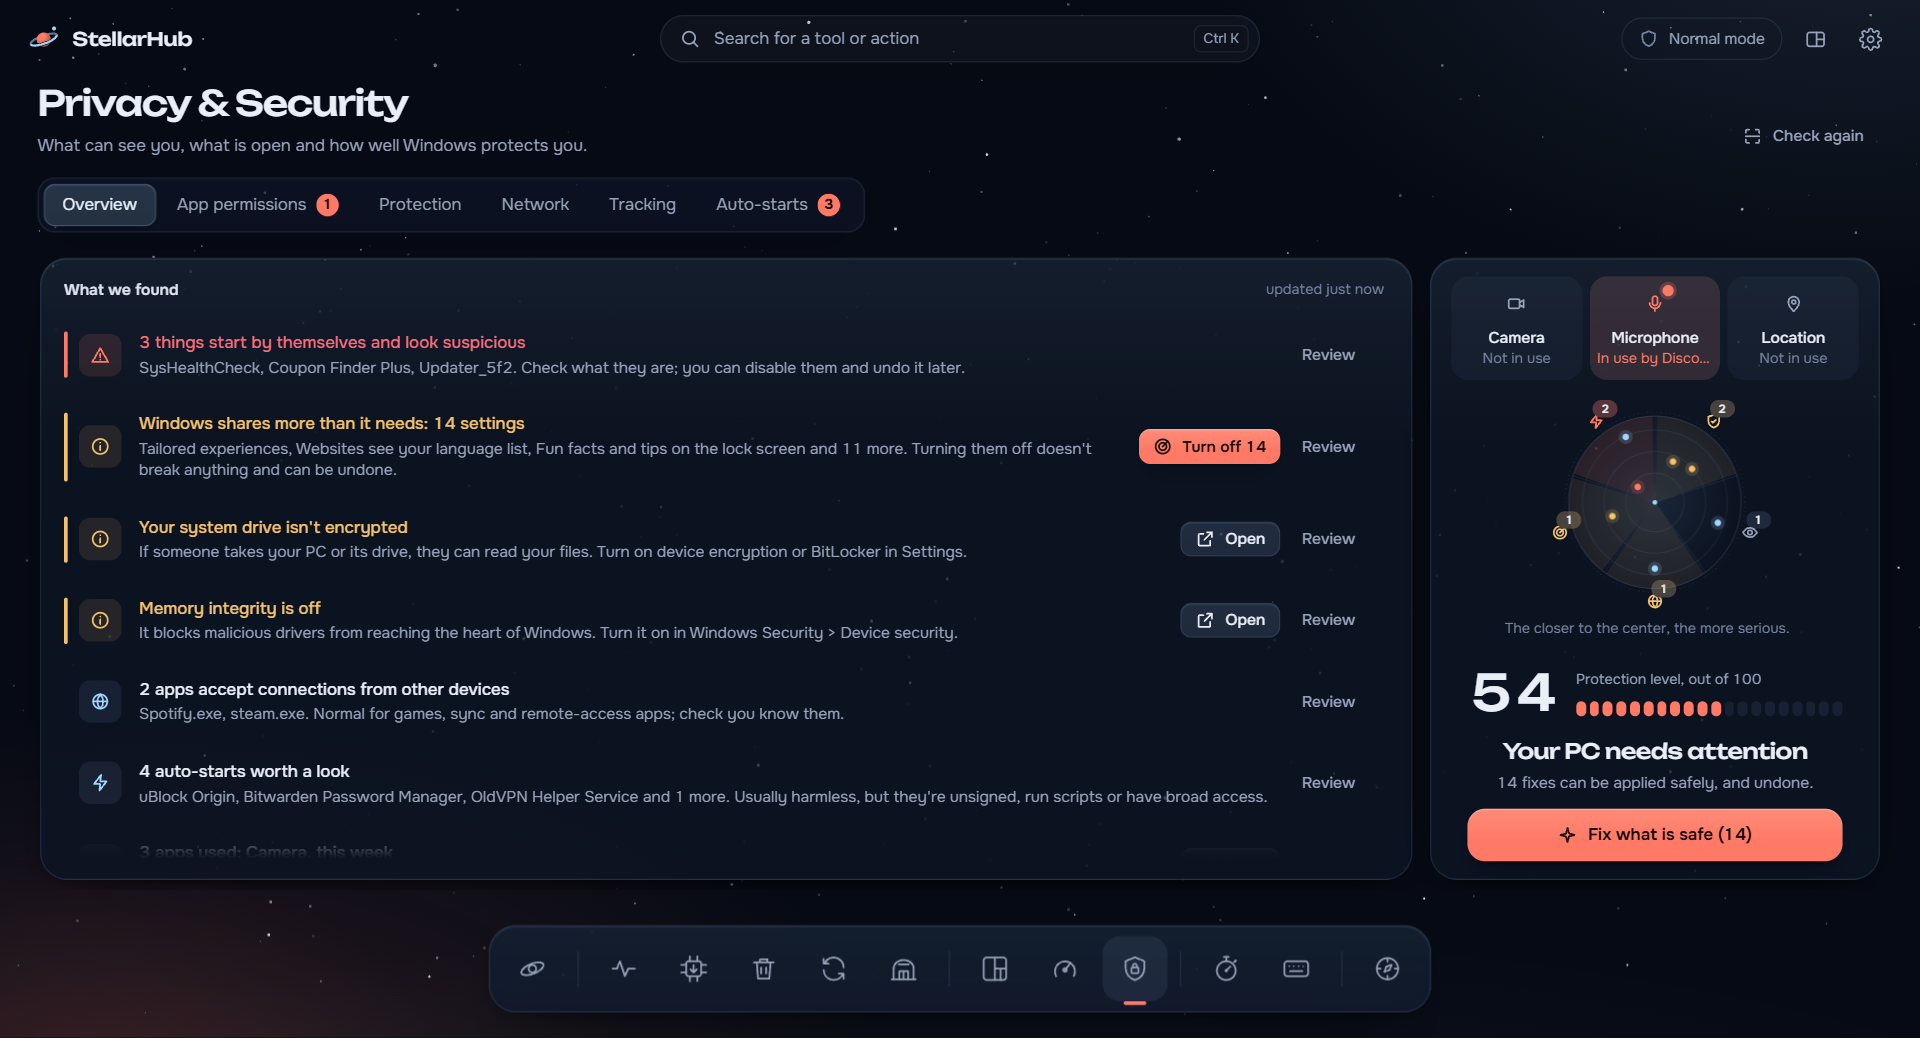 StellarHub
Search for a tool or action
Ctrl K
Normal mode
Privacy & Security
What can see you, what is open and how well Windows protects you.
Check again
Overview
App permissions 1
Protection
Network
Tracking
Auto-starts 3
What we found
updated just now
3 things start by themselves and look suspicious
SysHealthCheck, Coupon Finder Plus, Updater_5f2. Check what they are; you can disable them and undo it later.
Review
Windows shares more than it needs: 14 settings
Tailored experiences, Websites see your language list, Fun facts and tips on the lock screen and 11 more. Turning them off doesn't
break anything and can be undone.
Turn off 14
Review
Your system drive isn't encrypted
If someone takes your PC or its drive, they can read your files. Turn on device encryption or BitLocker in Settings.
Open
Review
Memory integrity is off
It blocks malicious drivers from reaching the heart of Windows. Turn it on in Windows Security > Device security.
Open
Review
2 apps accept connections from other devices
Spotify.exe, steam.exe. Normal for games, sync and remote-access apps; check you know them.
Review
4 auto-starts worth a look
uBlock Origin, Bitwarden Password Manager, OldVPN Helper Service and 1 more. Usually harmless, but they're unsigned, run scripts or have broad access.
Review
3 apps used: Camera, this week
Camera
Not in use
Microphone
In use by Disco...
Location
Not in use
2
2
1
1
1
The closer to the center, the more serious.
54
Protection level, out of 100
Your PC needs attention
14 fixes can be applied safely, and undone.
Fix what is safe (14)